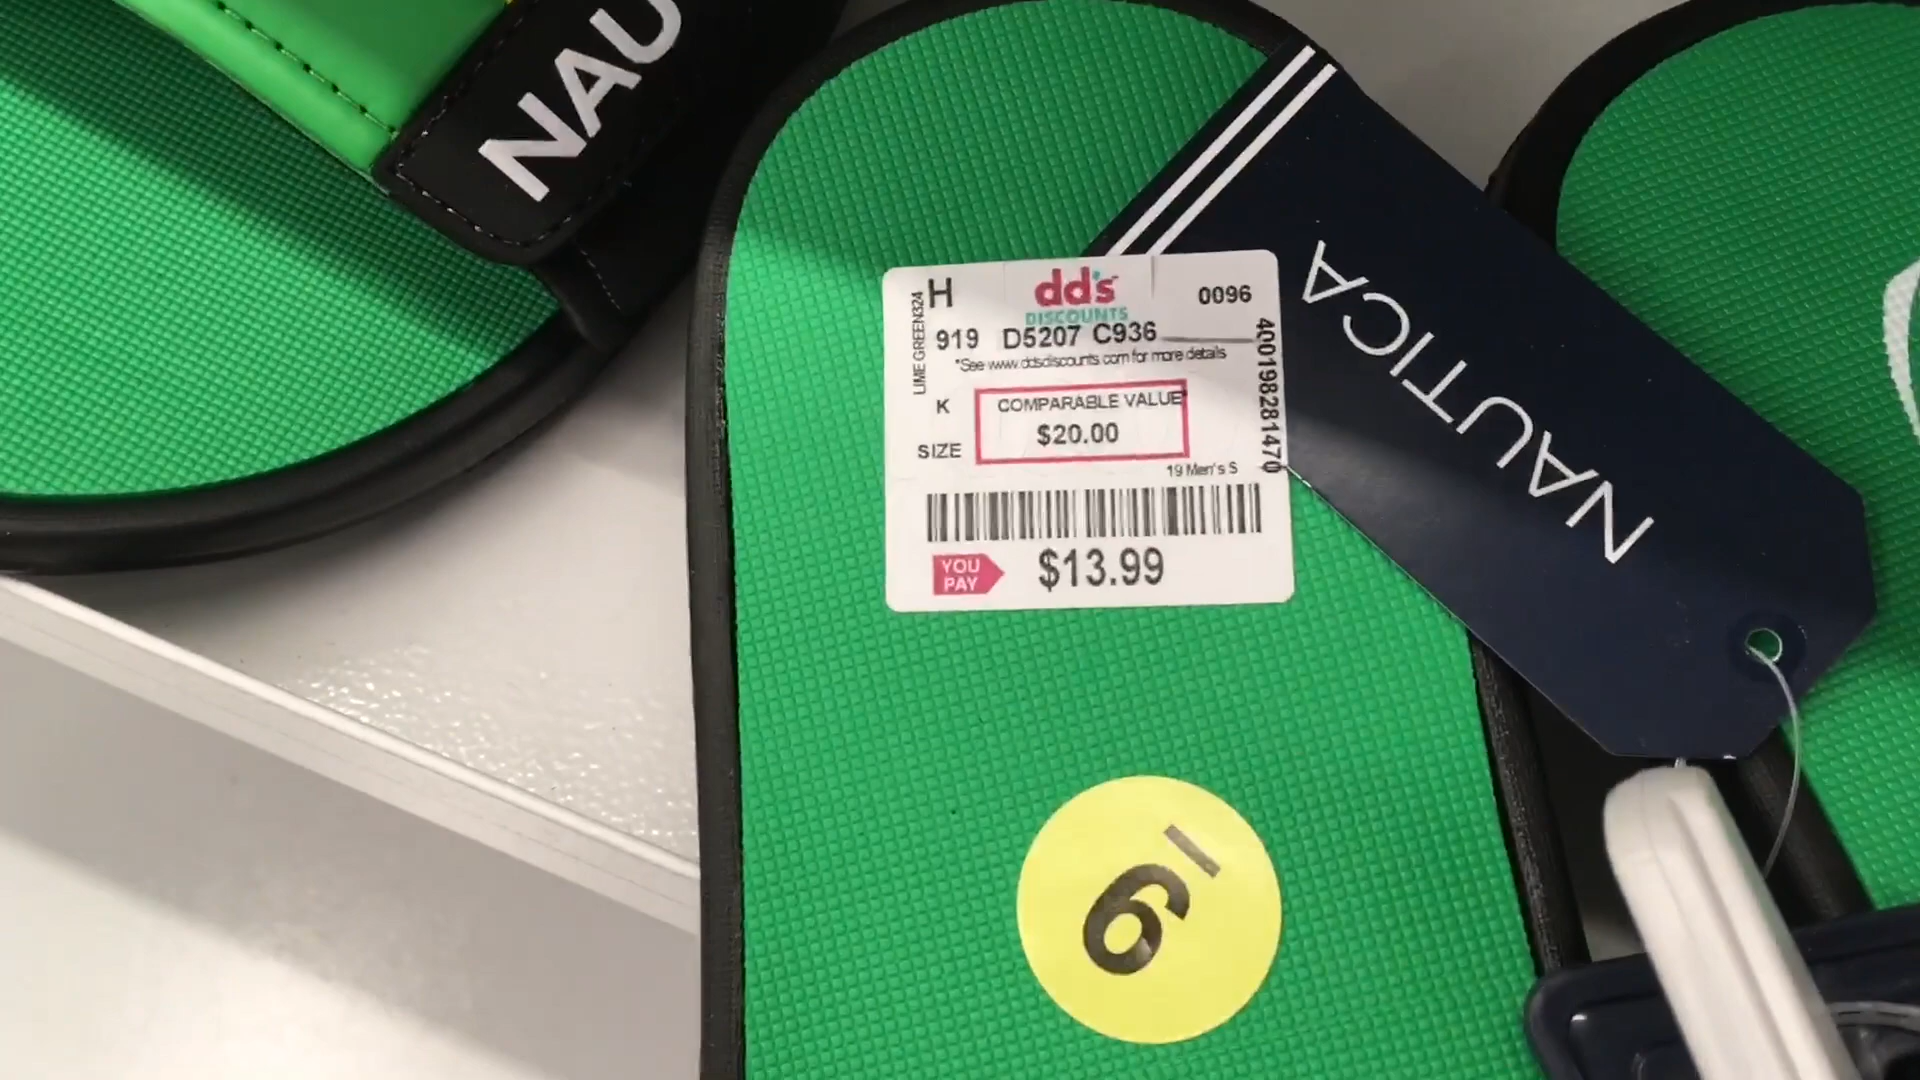 NAU
H
dd's
DISCOUNTS
0096
LIME GREEN324
919 D5207 C936
*See www.ddsdiscounts.com for more details
400198281470
K
COMPARABLE VALUE*
$20.00
SIZE
19 Men's S
YOU
PAY
$13.99
NAUTICA